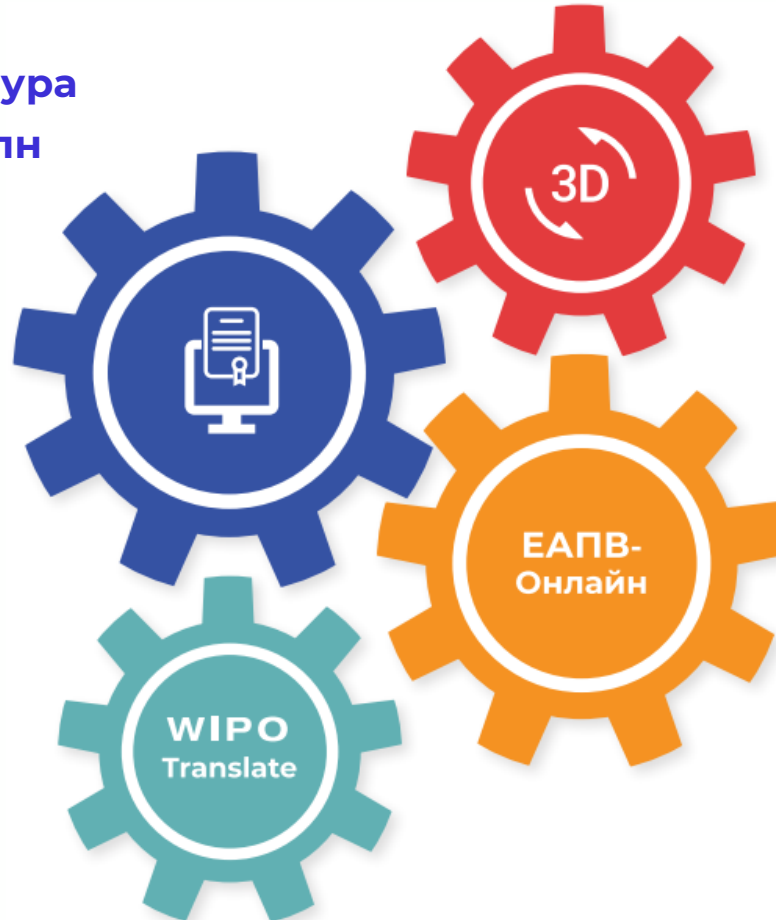 ура
лн
3D
ЕАПВ-
Онлайн
WIPO
Translate